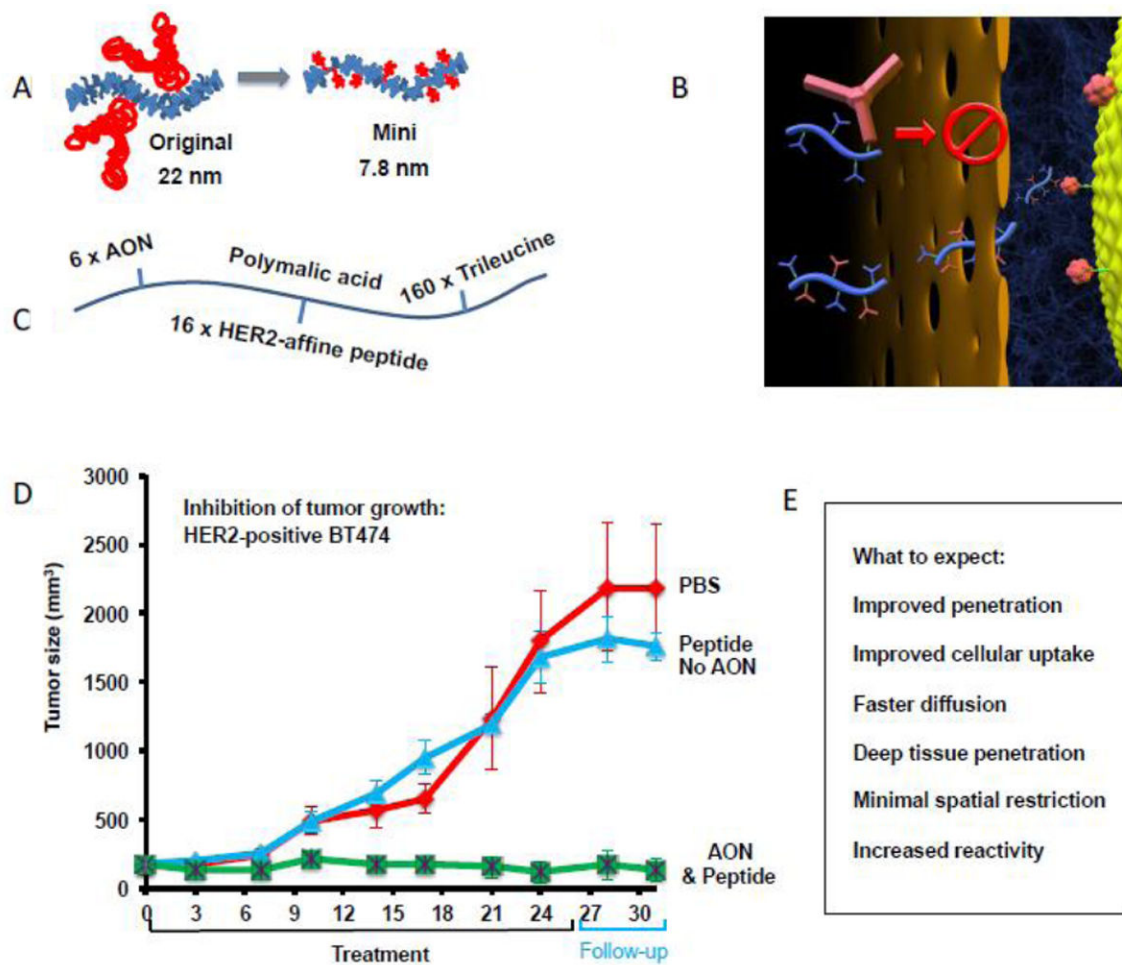 A
Original
22 nm
Mini
7.8 nm
B
C
6 x AON
Polymalic acid
160 x Trileucine
16 x HER2-affine peptide
D
Inhibition of tumor growth:
HER2-positive BT474
Tumor size (mm³)
3000
2500
2000
1500
1000
500
0
0 3 6 9 12 15 18 21 24 27 30
Treatment
Follow-up
PBS
Peptide
No AON
AON
& Peptide
E
What to expect:
Improved penetration
Improved cellular uptake
Faster diffusion
Deep tissue penetration
Minimal spatial restriction
Increased reactivity